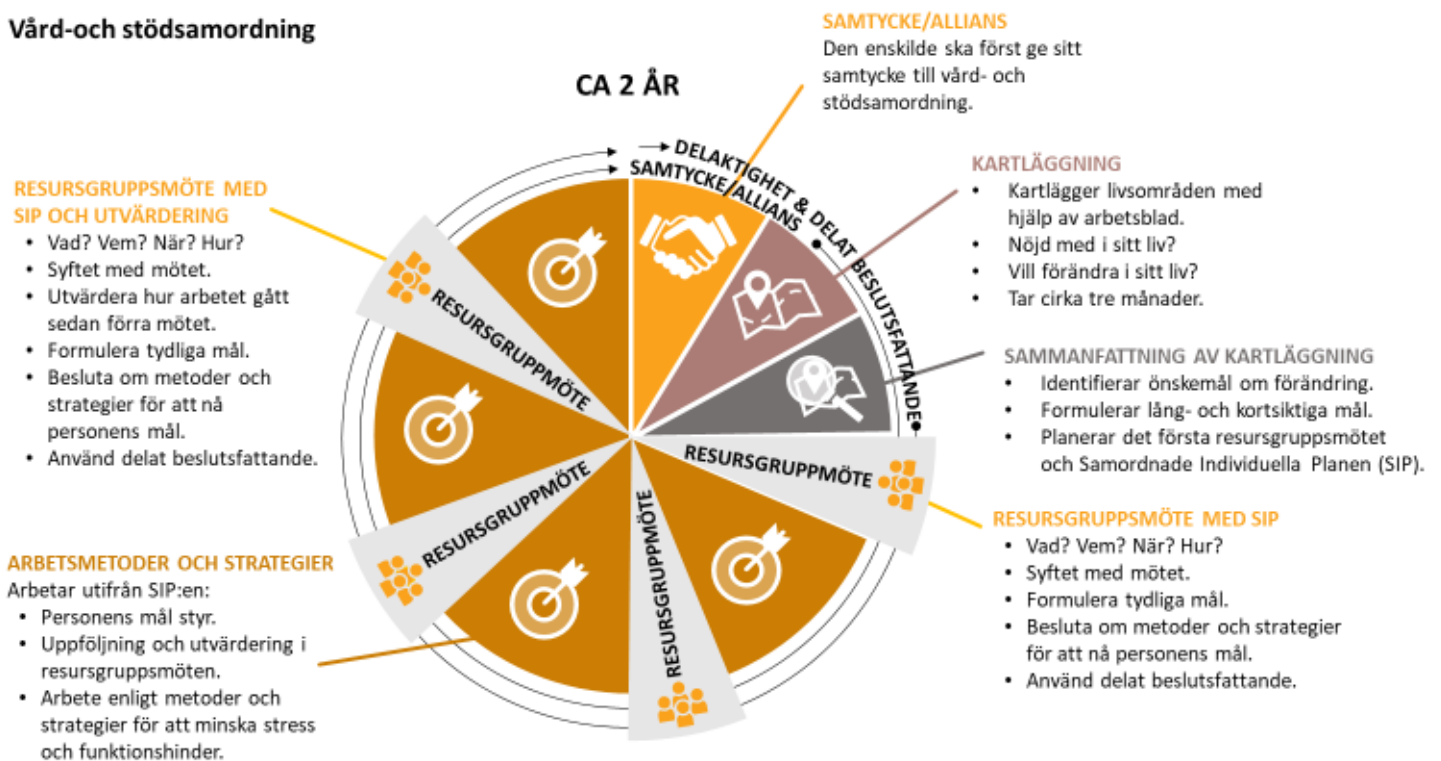 Vård-och stödsamordning
CA 2 ÅR
SAMTYCKE/ALLIANS
Den enskilde ska först ge sitt
samtycke till vård- och
stödsamordning.
KARTLÄGGNING
• Kartlägger livsområden med
hjälp av arbetsblad.
• Nöjd med i sitt liv?
• Vill förändra i sitt liv?
• Tar cirka tre månader.
SAMMANFATTNING AV KARTLÄGGNING
• Identifierar önskemål om förändring.
• Formulerar lång- och kortsiktiga mål.
• Planerar det första resursgruppsmötet
och Samordnade Individuella Planen (SIP).
RESURSGRUPPSMÖTE MED SIP
• Vad? Vem? När? Hur?
• Syftet med mötet.
• Formulera tydliga mål.
• Besluta om metoder och strategier
för att nå personens mål.
• Använd delat beslutsfattande.
RESURSGRUPPSMÖTE MED
SIP OCH UTVÄRDERING
• Vad? Vem? När? Hur?
• Syftet med mötet.
• Utvärdera hur arbetet gått
sedan förra mötet.
• Formulera tydliga mål.
• Besluta om metoder och
strategier för att nå
personens mål.
• Använd delat beslutsfattande.
ARBETSMETODER OCH STRATEGIER
Arbetar utifrån SIP:en:
• Personens mål styr.
• Uppföljning och utvärdering i
resursgruppsmöten.
• Arbete enligt metoder och
strategier för att minska stress
och funktionshinder.
DELAKTIGHET & DELAT BESLUTSFATTANDE
SAMTYCKE/ALLIANS
RESURSGRUPPMÖTE
RESURSGRUPPMÖTE
RESURSGRUPPMÖTE
RESURSGRUPPMÖTE